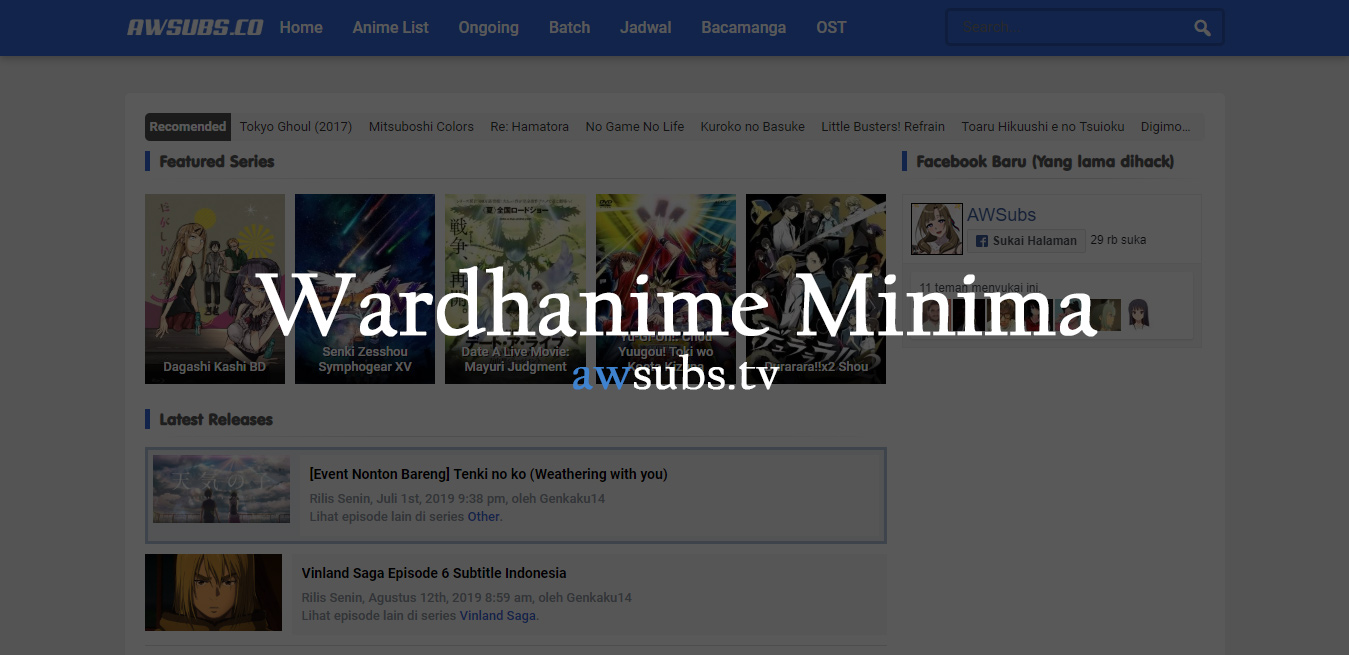 AWSUBS.CO Home Anime List Ongoing Batch Jadwal Bacamanga OST Search...
Recomended Tokyo Ghoul (2017) Mitsuboshi Colors Re: Hamatora No Game No Life Kuroko no Basuke Little Busters! Refrain Toaru Hikuushi e no Tsuioku Digimo...
Featured Series
Dagashi Kashi BD
Senki Zesshou
Symphogear XV
Date A Live Movie:
Mayuri Judgment
Yuugou! Toki wo
Durarara!!x2 Shou
Facebook Baru (Yang lama dihack)
AWSubs
Sukai Halaman 29 rb suka
11 teman menyukai ini.
Wardhanime Minima
awsubs.tv
Latest Releases
天気の子
[Event Nonton Bareng] Tenki no ko (Weathering with you)
Rilis Senin, Juli 1st, 2019 9:38 pm, oleh Genkaku14
Lihat episode lain di series Other.
Vinland Saga Episode 6 Subtitle Indonesia
Rilis Senin, Agustus 12th, 2019 8:59 am, oleh Genkaku14
Lihat episode lain di series Vinland Saga.